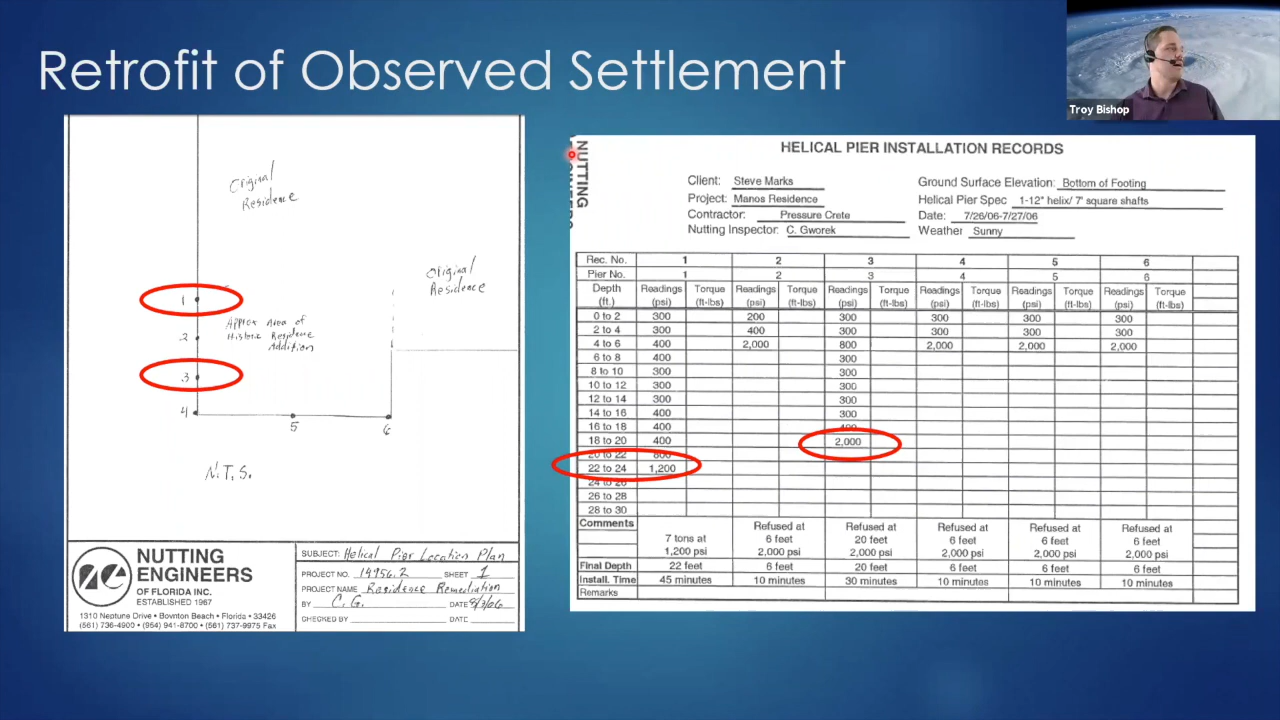 Retrofit of Observed Settlement
Troy Bishop
Original
Residence
Original
Residence
1
Approx Area of
2 Historic Residence
Addition
3
4
5 6
N.T.S.
NUTTING
ENGINEERS
OF FLORIDA INC.
ESTABLISHED 1967
1310 Neptune Drive • Boynton Beach • Florida • 33426
(561) 736-4900 • (954) 941-8700 • (561) 737-9975 Fax
SUBJECT: Helical Pier Location Plan
PROJECT NO. 14956.2 SHEET 1
PROJECT NAME Residence Remediation
BY C.G. DATE 8/3/06
CHECKED BY DATE
NUTTING
HELICAL PIER INSTALLATION RECORDS
Client: Steve Marks Ground Surface Elevation: Bottom of Footing
Project: Manos Residence Helical Pier Spec 1-12" helix/ 7' square shafts
Contractor: Pressure Crete Date: 7/26/06-7/27/06
Nutting Inspector: C. Gworek Weather Sunny
Rec. No. 1 2 3 4 5 6
Pier No. 1 2 3 4 5 6
Depth Readings Torque Readings Torque Readings Torque Readings Torque Readings Torque Readings Torque
(ft.) (psi) (ft-lbs) (psi) (ft-lbs) (psi) (ft-lbs) (psi) (ft-lbs) (psi) (ft-lbs) (psi) (ft-lbs)
0 to 2 300 200 300 300 300 300
2 to 4 300 400 300 300 300 300
4 to 6 400 2,000 800 2,000 2,000 2,000
6 to 8 400 300
8 to 10 300 300
10 to 12 300 300
12 to 14 300 300
14 to 16 400 300
16 to 18 400 400
18 to 20 400 2,000
20 to 22 800
22 to 24 1,200
24 to 26
26 to 28
28 to 30
Comments Refused at Refused at Refused at Refused at Refused at
7 tons at 6 feet 20 feet 6 feet 6 feet 6 feet
1,200 psi 2,000 psi 2,000 psi 2,000 psi 2,000 psi 2,000 psi
Final Depth 22 feet 6 feet 20 feet 6 feet 6 feet 6 feet
Install. Time 45 minutes 10 minutes 30 minutes 10 minutes 10 minutes 10 minutes
Remarks